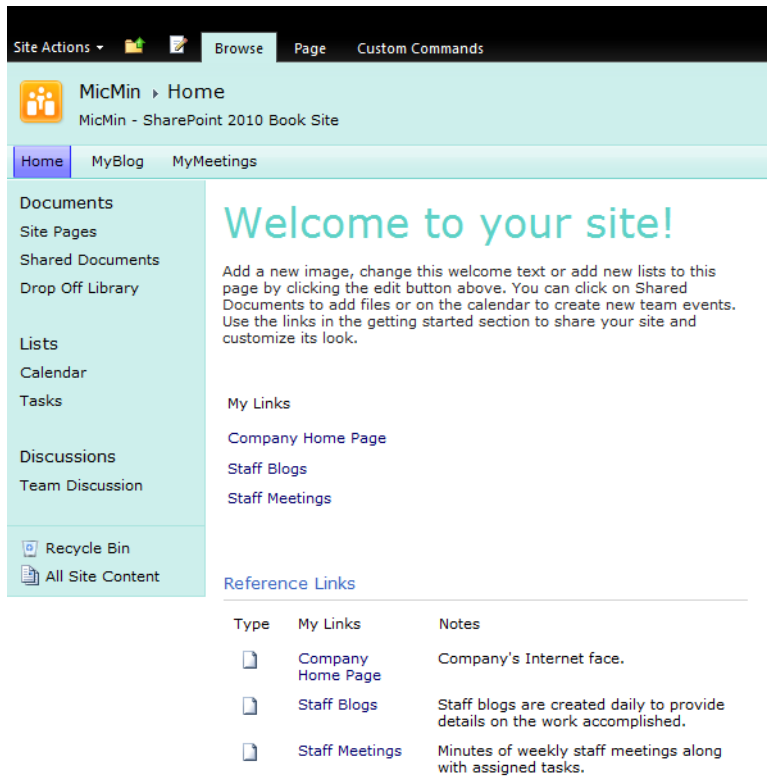 Site Actions Browse Page Custom Commands
MicMin Home
MicMin - SharePoint 2010 Book Site
Home MyBlog MyMeetings
Documents
Site Pages
Shared Documents
Drop Off Library
Lists
Calendar
Tasks
Discussions
Team Discussion
Recycle Bin
All Site Content
Welcome to your site!
Add a new image, change this welcome text or add new lists to this
page by clicking the edit button above. You can click on Shared
Documents to add files or on the calendar to create new team events.
Use the links in the getting started section to share your site and
customize its look.
My Links
Company Home Page
Staff Blogs
Staff Meetings
Reference Links
Type My Links Notes
Company Company's Internet face.
Home Page
Staff Blogs Staff blogs are created daily to provide
details on the work accomplished.
Staff Meetings Minutes of weekly staff meetings along
with assigned tasks.